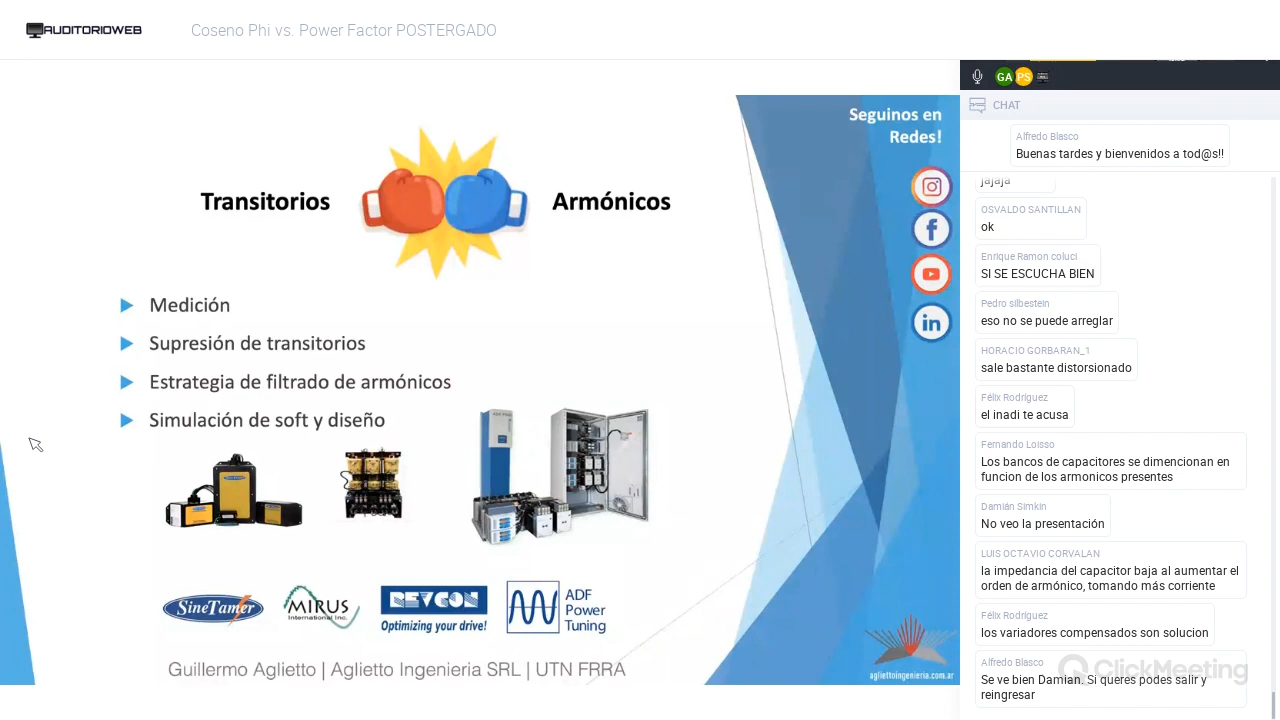 AUDITORIOWEB
Coseno Phi vs. Power Factor POSTERGADO
Seguinos en
Redes!
Transitorios
Armónicos
Medición
Supresión de transitorios
Estrategia de filtrado de armónicos
Simulación de soft y diseño
SineTamer
MIRUS
International Inc.
REVCON
Optimizing your drive!
ADF
Power
Tuning
Guillermo Aglietto | Aglietto Ingenieria SRL | UTN FRRA
agliettoingenieria.com.ar
GA
PS
CHAT
Alfredo Blasco
Buenas tardes y bienvenidos a tod@s!!
jajaja
OSVALDO SANTILLAN
ok
Enrique Ramon coluci
SI SE ESCUCHA BIEN
Pedro silbestein
eso no se puede arreglar
HORACIO GORBARAN_1
sale bastante distorsionado
Félix Rodríguez
el inadi te acusa
Fernando Loisso
Los bancos de capacitores se dimencionan en
funcion de los armonicos presentes
Damián Simkin
No veo la presentación
LUIS OCTAVIO CORVALAN
la impedancia del capacitor baja al aumentar el
orden de armónico, tomando más corriente
Félix Rodríguez
los variadores compensados son solucion
Alfredo Blasco
Se ve bien Damian. Si queres podes salir y
reingresar
ClickMeeting